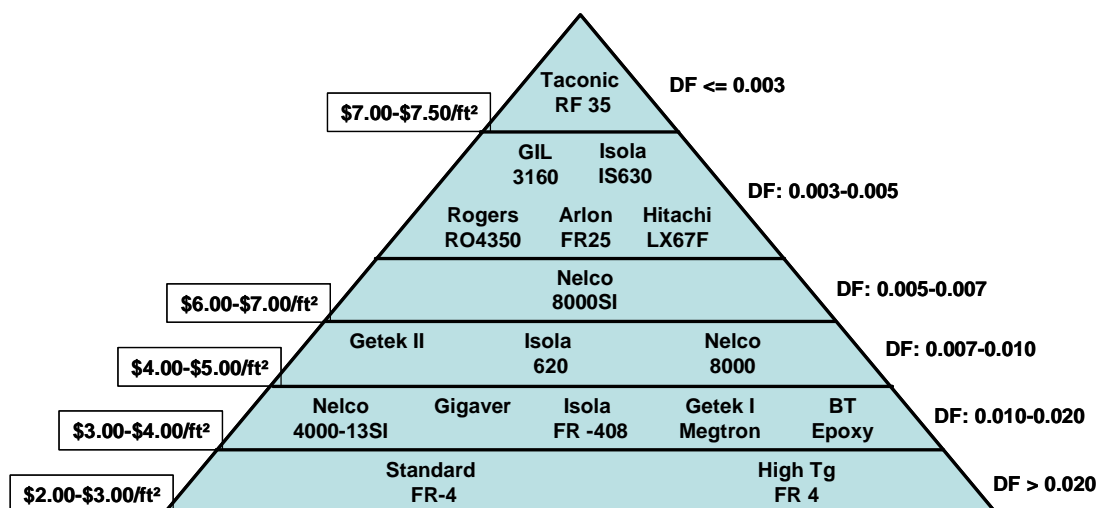 Taconic
RF 35
DF <= 0.003
$7.00-$7.50/ft²
GIL
3160
Isola
IS630
DF: 0.003-0.005
Rogers
RO4350
Arlon
FR25
Hitachi
LX67F
Nelco
8000SI
DF: 0.005-0.007
$6.00-$7.00/ft²
Getek II
Isola
620
Nelco
8000
DF: 0.007-0.010
$4.00-$5.00/ft²
Nelco
4000-13SI
Gigaver
Isola
FR -408
Getek I
Megtron
BT
Epoxy
DF: 0.010-0.020
$3.00-$4.00/ft²
Standard
FR-4
High Tg
FR 4
DF > 0.020
$2.00-$3.00/ft²